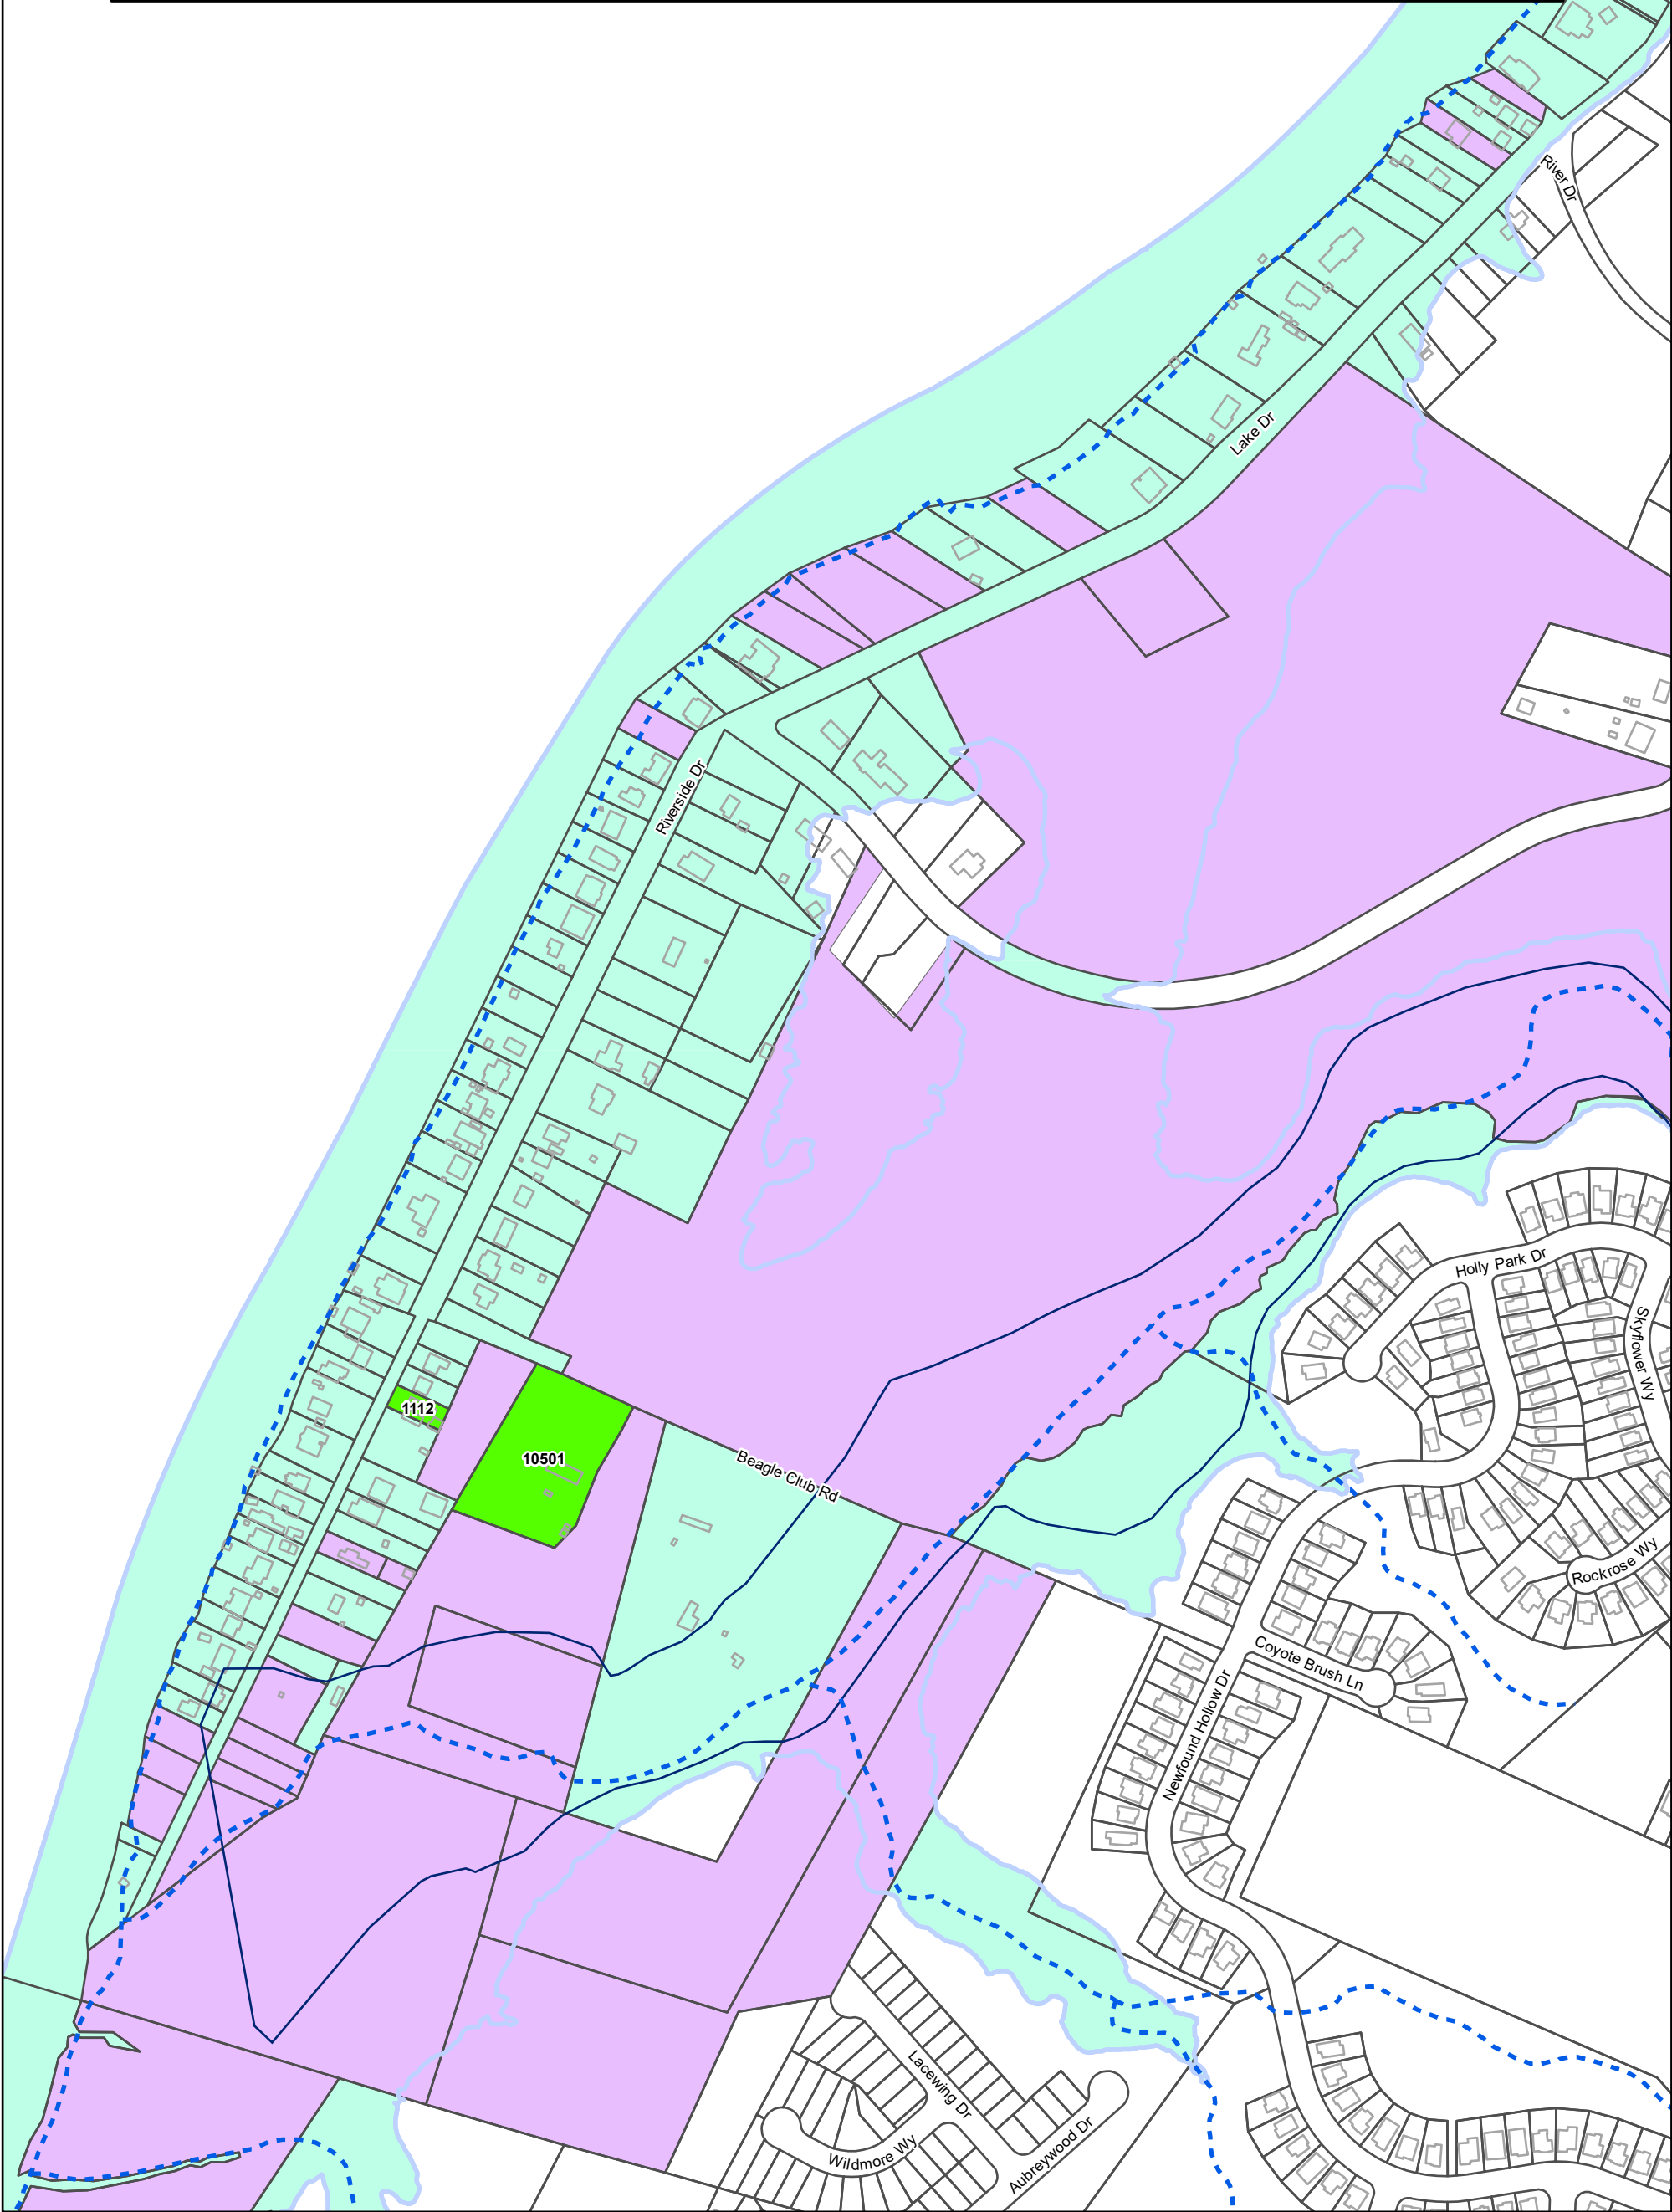 River Dr
Lake Dr
Riverside Dr
Holly Park Dr
Skyflower Wy
1112
10501
Beagle Club Rd
Rockrose Wy
Coyote Brush Ln
Newfound Hollow Dr
Lacewing Dr
Wildmore Wy
Aubreywood Dr